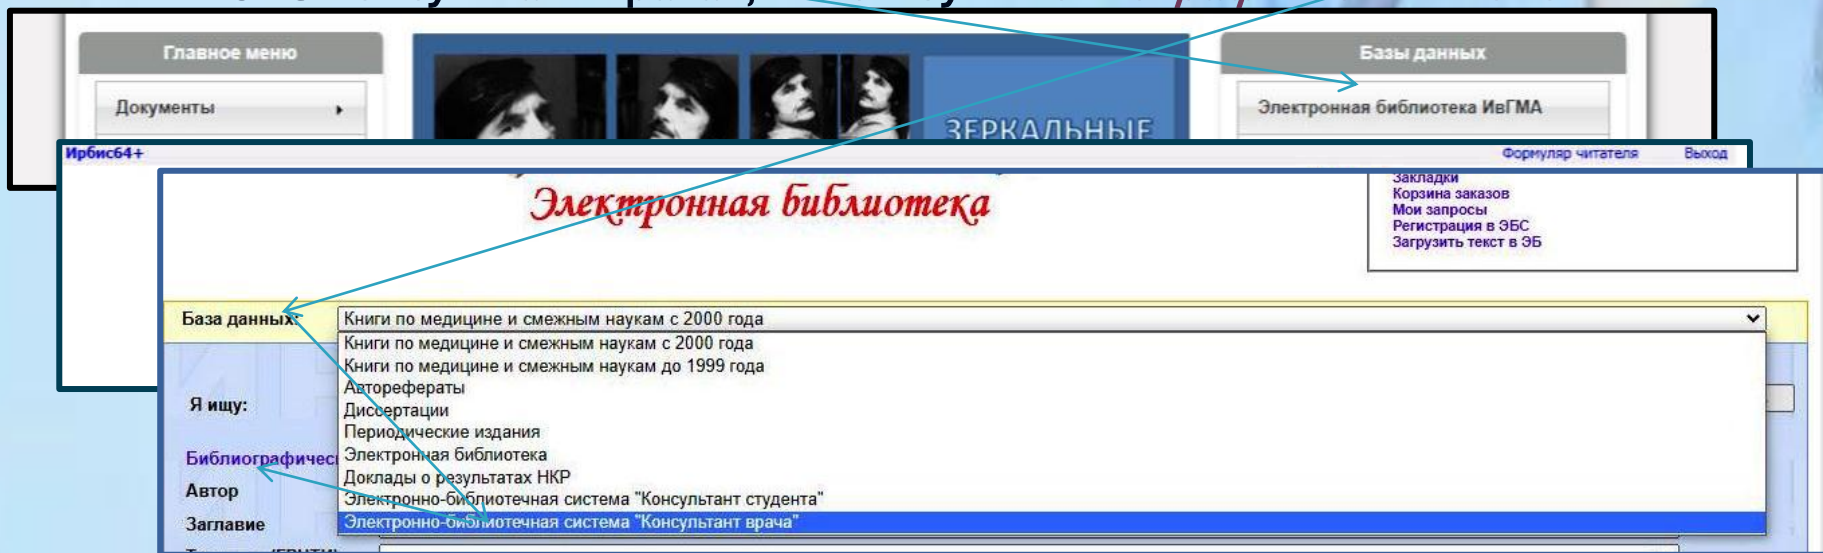 Главное меню
Базы данных
Документы
Электронная библиотека ИвГМА
ЗЕРКАЛЬНЫЕ
Ирбис64+
Формуляр читателя
Выход
Электронная библиотека
Закладки
Корзина заказов
Мои запросы
Регистрация в ЭБС
Загрузить текст в ЭБ
База данных:
Книги по медицине и смежным наукам с 2000 года
Книги по медицине и смежным наукам с 2000 года
Книги по медицине и смежным наукам до 1999 года
Авторефераты
Я ищу:
Диссертации
Периодические издания
Библиографичес
Электронная библиотека
Доклады о результатах НКР
Автор
Электронно-библиотечная система "Консультант студента"
Заглавие
Электронно-библиотечная система "Консультант врача"